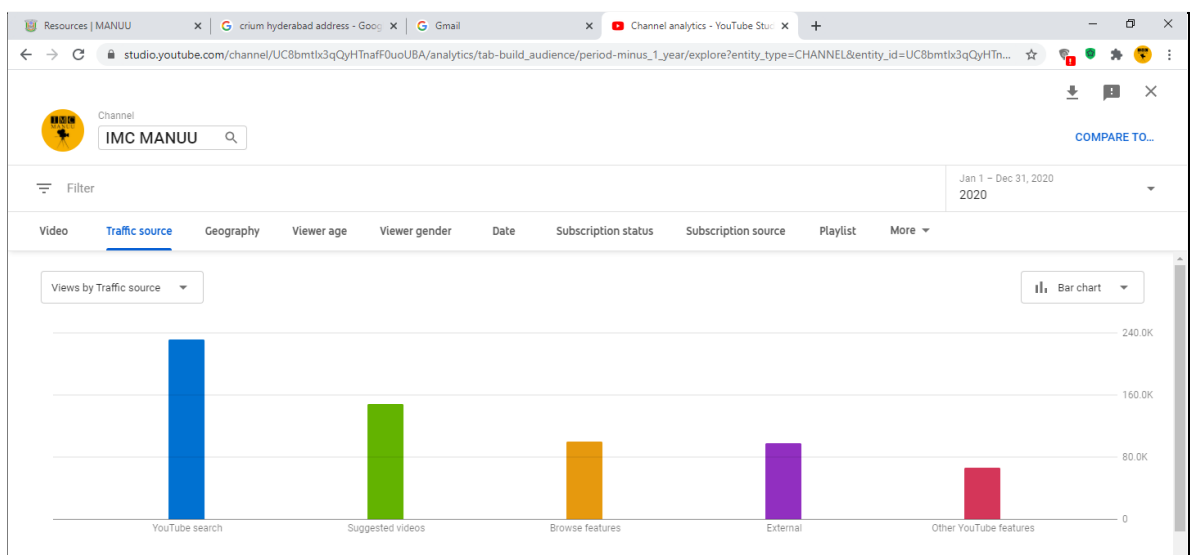 Resources | MANUU
crium hyderabad address - Goog
Gmail
Channel analytics - YouTube Stud
studio.youtube.com/channel/UC8bmtIx3qQyHTnafF0uoUBA/analytics/tab-build_audience/period-minus_1_year/explore?entity_type=CHANNEL&entity_id=UC8bmtIx3qQyHTn...
Channel
IMC MANUU
COMPARE TO...
Filter
Jan 1 – Dec 31, 2020
2020
Video Traffic source Geography Viewer age Viewer gender Date Subscription status Subscription source Playlist More
Views by Traffic source
Bar chart
240.0K
160.0K
80.0K
0
YouTube search Suggested videos Browse features External Other YouTube features